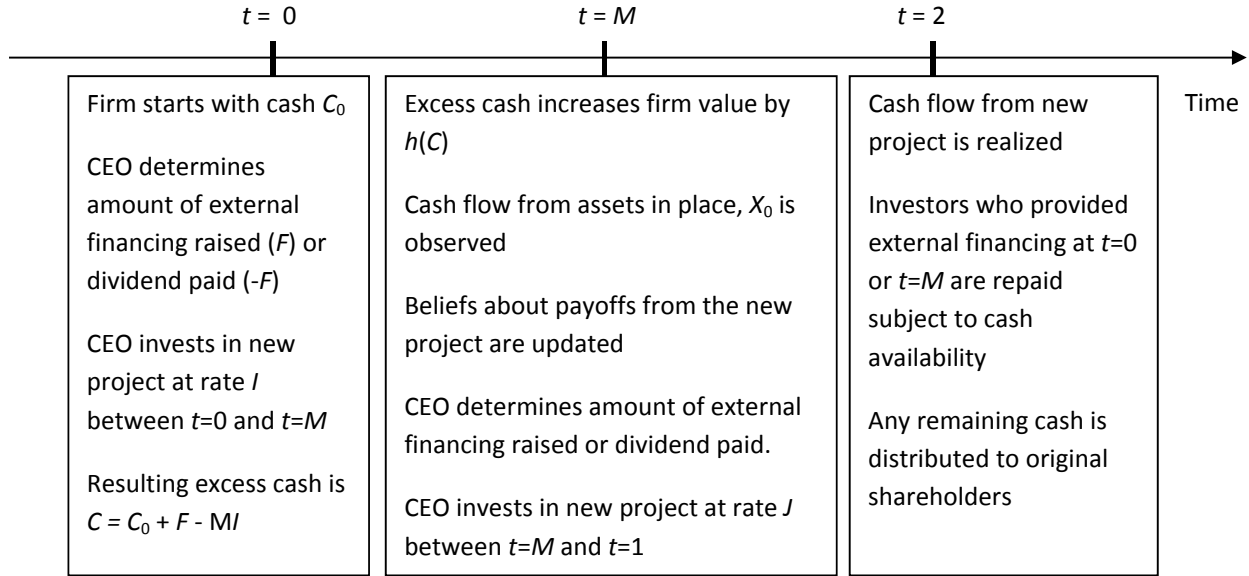 t = 0
t = M
t = 2
Firm starts with cash C0
CEO determines
amount of external
financing raised (F) or
dividend paid (-F)
CEO invests in new
project at rate I
between t=0 and t=M
Resulting excess cash is
C = C0 + F - MI
Excess cash increases firm value by
h(C)
Cash flow from assets in place, X0 is
observed
Beliefs about payoffs from the new
project are updated
CEO determines amount of external
financing raised or dividend paid.
CEO invests in new project at rate J
between t=M and t=1
Cash flow from new
project is realized
Investors who provided
external financing at t=0
or t=M are repaid
subject to cash
availability
Any remaining cash is
distributed to original
shareholders
Time